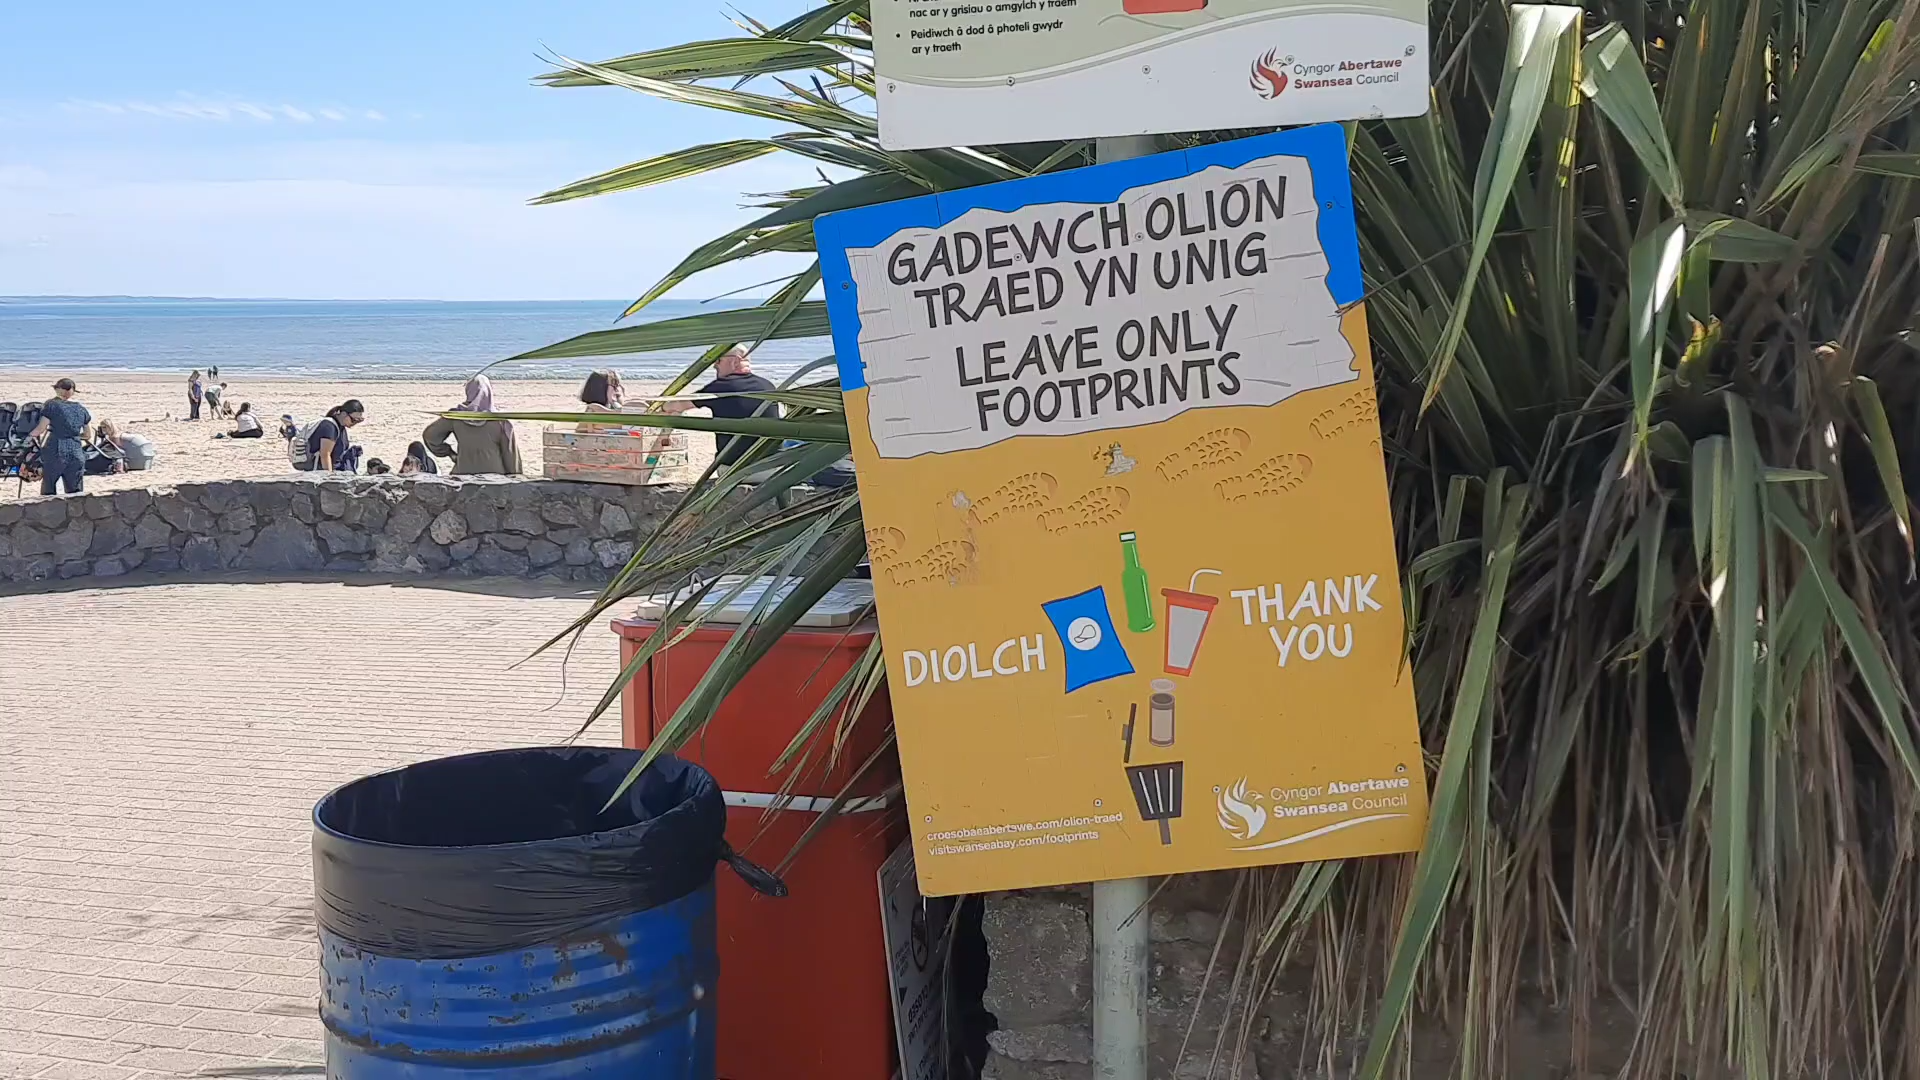 nac ar y grisiau o amgylch y traeth
• Peidiwch â dod â photeli gwydr
ar y traeth
Cyngor Abertawe
Swansea Council
GADEWCH OLION
TRAED YN UNIG
LEAVE ONLY
FOOTPRINTS
DIOLCH
THANK
YOU
croesobaeabertawe.com/olion-traed
visitswanseabay.com/footprints
Cyngor Abertawe
Swansea Council